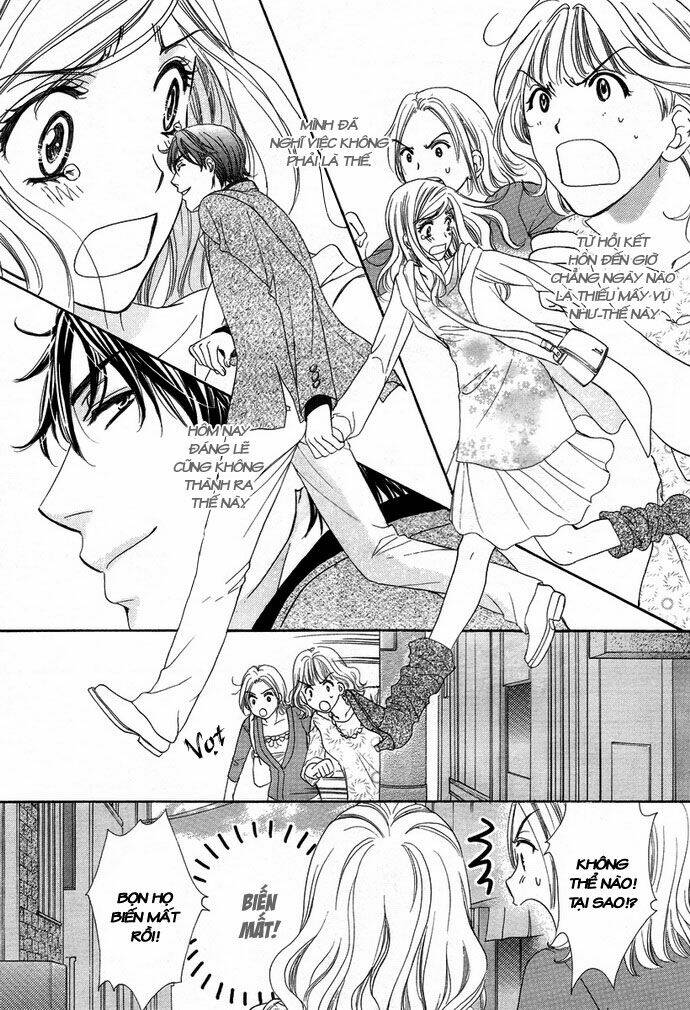 MÌNH ĐÃ
NGHĨ VIỆC KHÔNG
PHẢI LÀ THẾ.
TỪ HỒI KẾT
HÔN ĐẾN GIỜ
CHẲNG NGÀY NÀO
LÀ THIẾU MẤY VỤ
NHƯ THẾ NÀY
HÔM NAY
ĐÁNG LẼ
CŨNG KHÔNG
THÀNH RA
THẾ NÀY.
Vọt
KHÔNG
THỂ NÀO!
TẠI SAO!?
BIẾN
MẤT!
BỌN HỌ
BIẾN MẤT
RỒI!